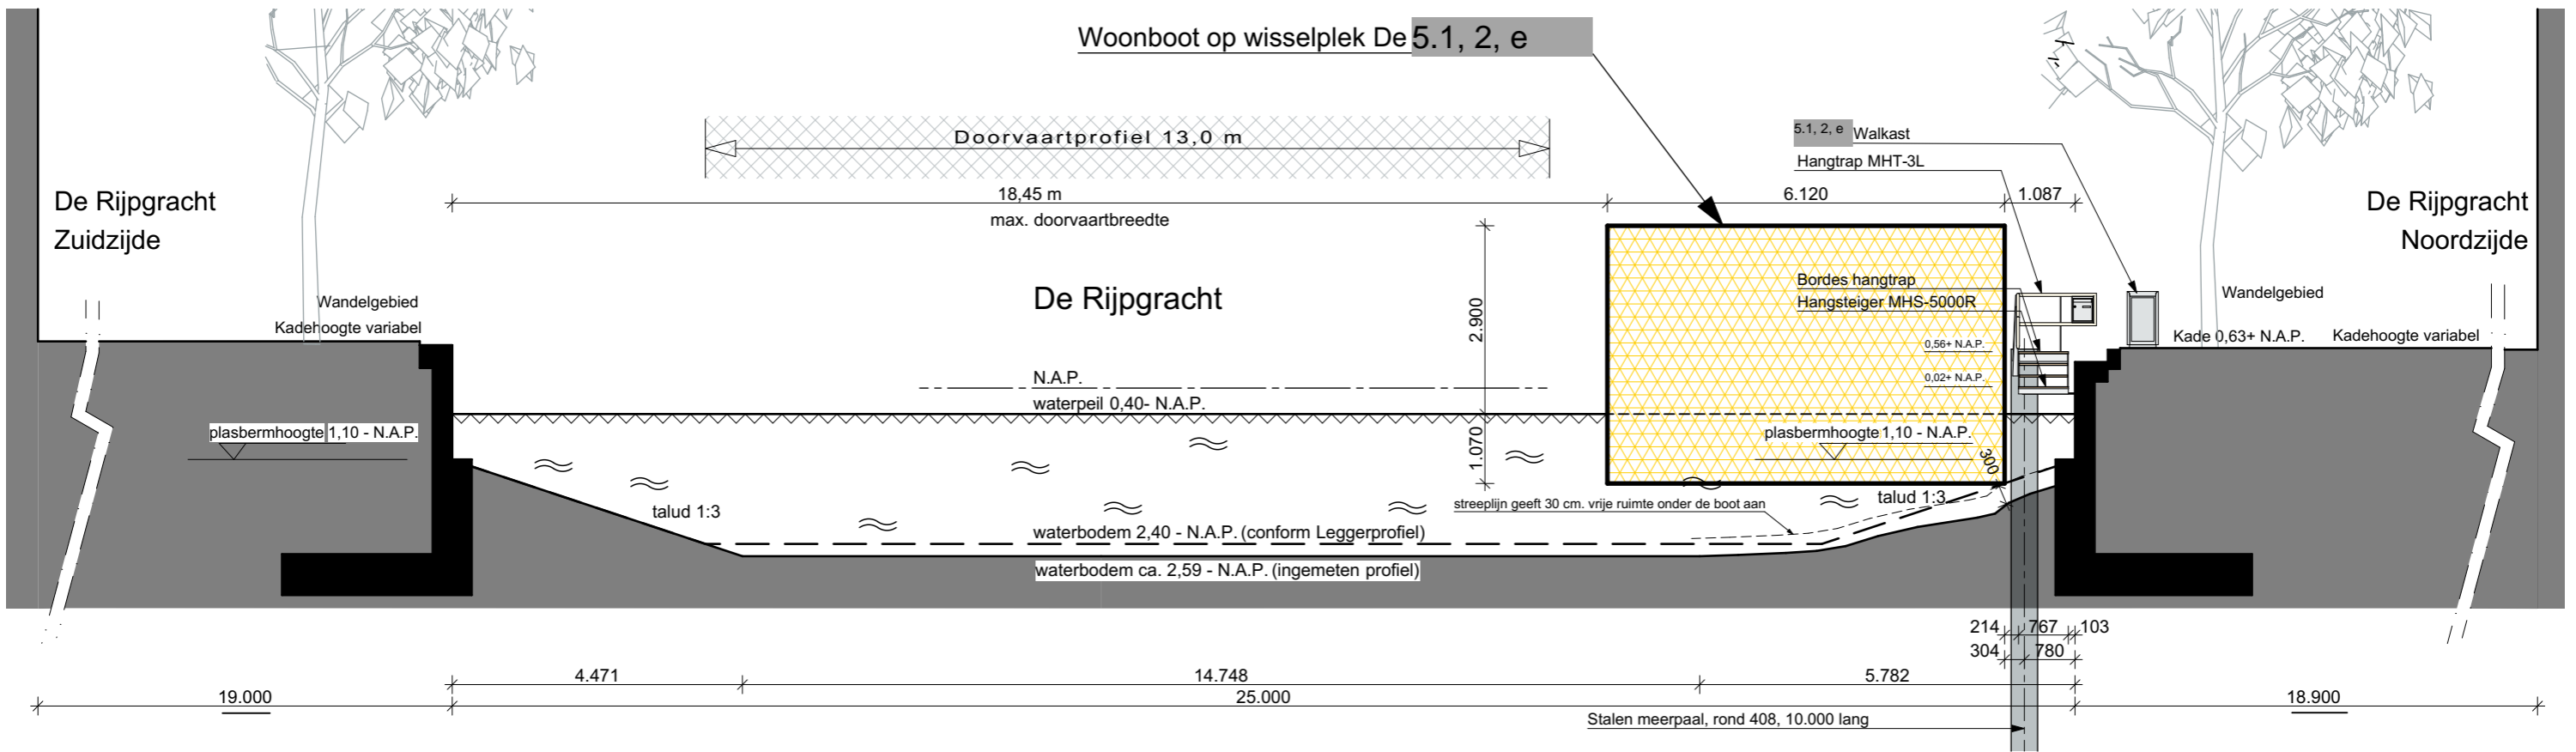 Woonboot op wisselplek De 5.1, 2, e
Doorvaartprofiel 13,0 m
5.1, 2, e Walkast
Hangtrap MHT-3L
De Rijpgracht
Zuidzijde
18,45 m
max. doorvaartbreedte
6.120
1.087
De Rijpgracht
Noordzijde
De Rijpgracht
2.900
Bordes hangtrap
Hangsteiger MHS-5000R
Wandelgebied
Kadehoogte variabel
Wandelgebied
Kade 0,63+ N.A.P.
Kadehoogte variabel
0,56+ N.A.P.
0,02+ N.A.P.
N.A.P.
waterpeil 0,40- N.A.P.
plasbermhoogte 1,10 - N.A.P.
1.070
plasbermhoogte 1,10 - N.A.P.
300
talud 1:3
streeplijn geeft 30 cm. vrije ruimte onder de boot aan
talud 1:3
waterbodem 2,40 - N.A.P. (conform Leggerprofiel)
waterbodem ca. 2,59 - N.A.P. (ingemeten profiel)
214 767 103
304 780
4.471
14.748
5.782
19.000
25.000
18.900
Stalen meerpaal, rond 408, 10.000 lang